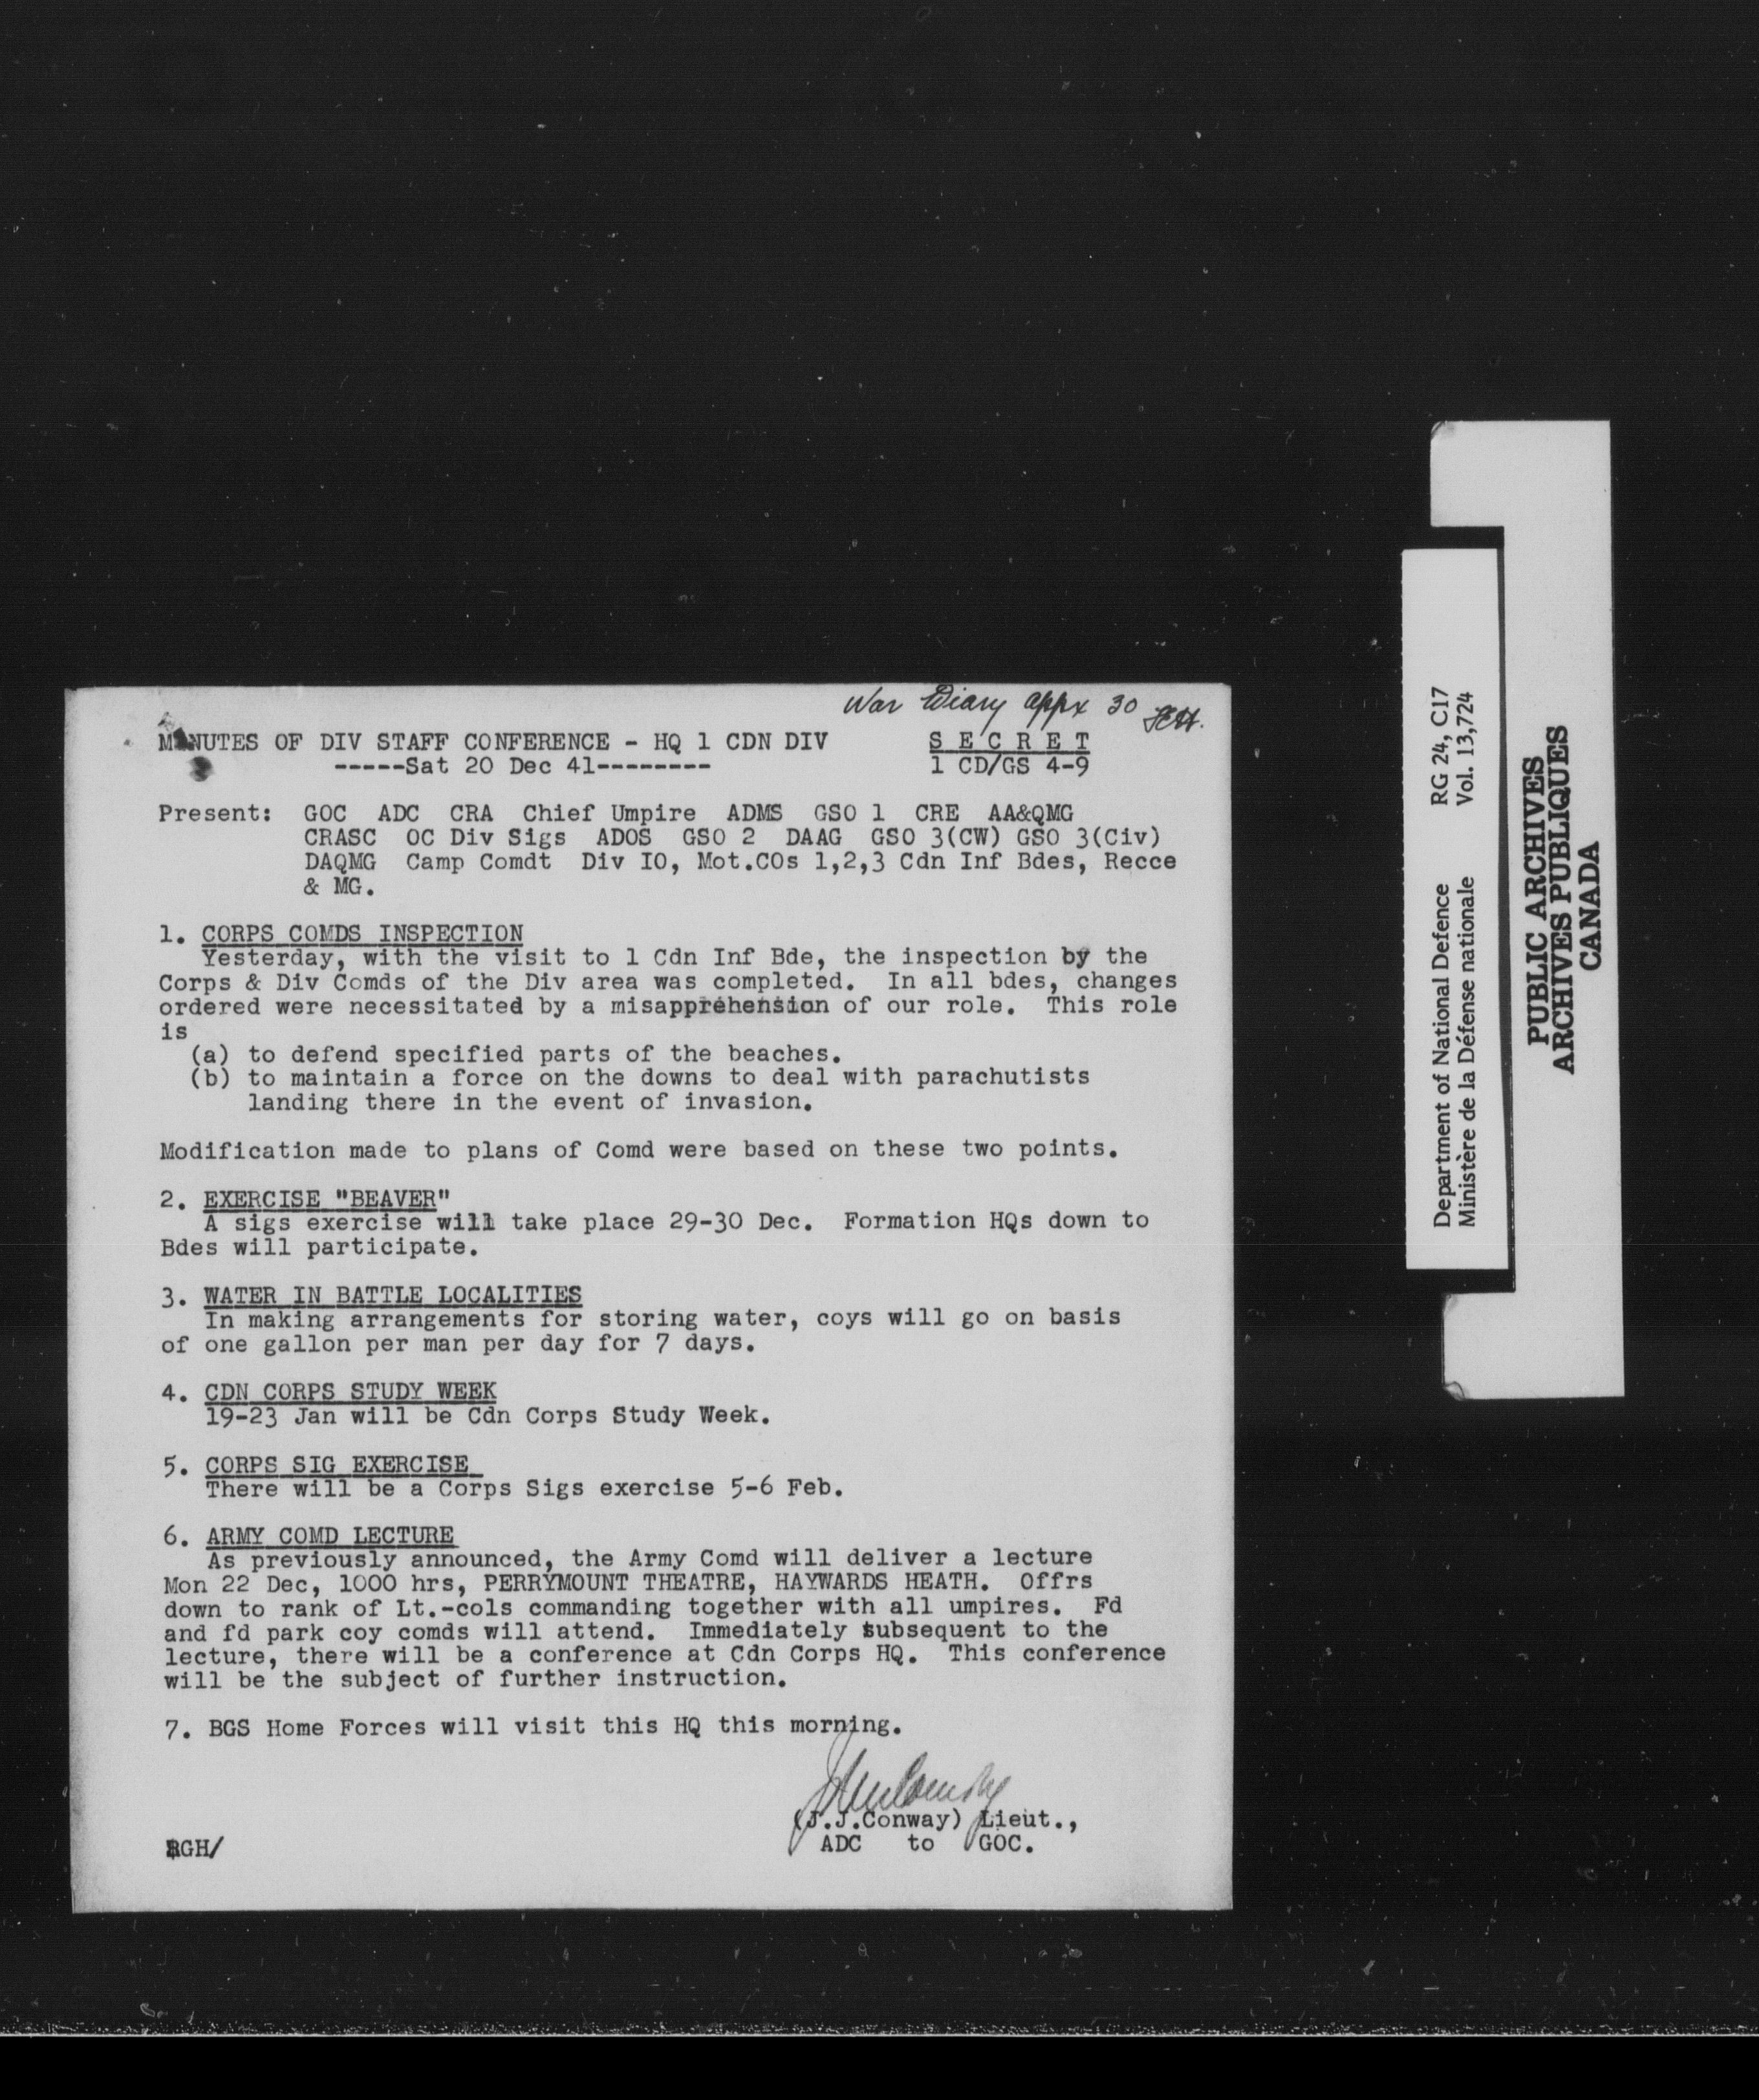 War Diary appx 30
MINUTES OF DIV STAFF CONFERENCE - HQ 1 CDN DIV S E C R E T
-----Sat 20 Dec 41-------- 1 CD/GS 4-9
Present: GOC ADC CRA Chief Umpire ADMS GSO 1 CRE AA&QMG
CRASC OC Div Sigs ADOS GSO 2 DAAG GSO 3(CW) GSO 3(Civ)
DAQMG Camp Comdt Div IO, Mot.COs 1,2,3 Cdn Inf Bdes, Recce
& MG.
1. CORPS COMDS INSPECTION
Yesterday, with the visit to 1 Cdn Inf Bde, the inspection by the
Corps & Div Comds of the Div area was completed. In all bdes, changes
ordered were necessitated by a misapprehension of our role. This role
is
(a) to defend specified parts of the beaches.
(b) to maintain a force on the downs to deal with parachutists
landing there in the event of invasion.
Modification made to plans of Comd were based on these two points.
2. EXERCISE "BEAVER"
A sigs exercise will take place 29-30 Dec. Formation HQs down to
Bdes will participate.
3. WATER IN BATTLE LOCALITIES
In making arrangements for storing water, coys will go on basis
of one gallon per man per day for 7 days.
4. CDN CORPS STUDY WEEK
19-23 Jan will be Cdn Corps Study Week.
5. CORPS SIG EXERCISE
There will be a Corps Sigs exercise 5-6 Feb.
6. ARMY COMD LECTURE
As previously announced, the Army Comd will deliver a lecture
Mon 22 Dec, 1000 hrs, PERRYMOUNT THEATRE, HAYWARDS HEATH. Offrs
down to rank of Lt.-cols commanding together with all umpires. Fd
and fd park coy comds will attend. Immediately subsequent to the
lecture, there will be a conference at Cdn Corps HQ. This conference
will be the subject of further instruction.
7. BGS Home Forces will visit this HQ this morning.
(J.J.Conway) Lieut.,
ADC to GOC.
RGH/
Department of National Defence RG 24, C17
Ministère de la Défense nationale Vol. 13,724
PUBLIC ARCHIVES
ARCHIVES PUBLIQUES
CANADA